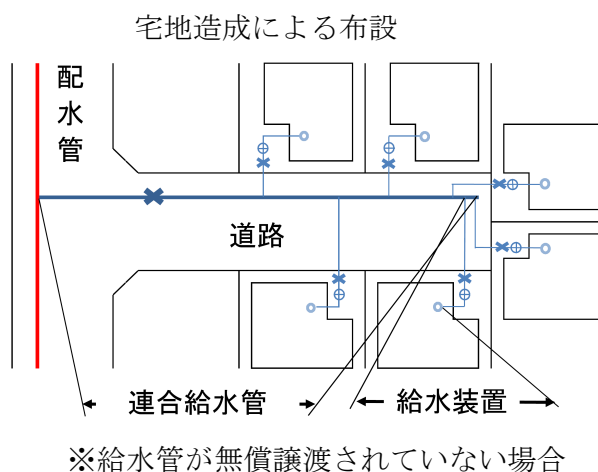 宅地造成による布設
配水管
道路
連合給水管
給水装置
※給水管が無償譲渡されていない場合